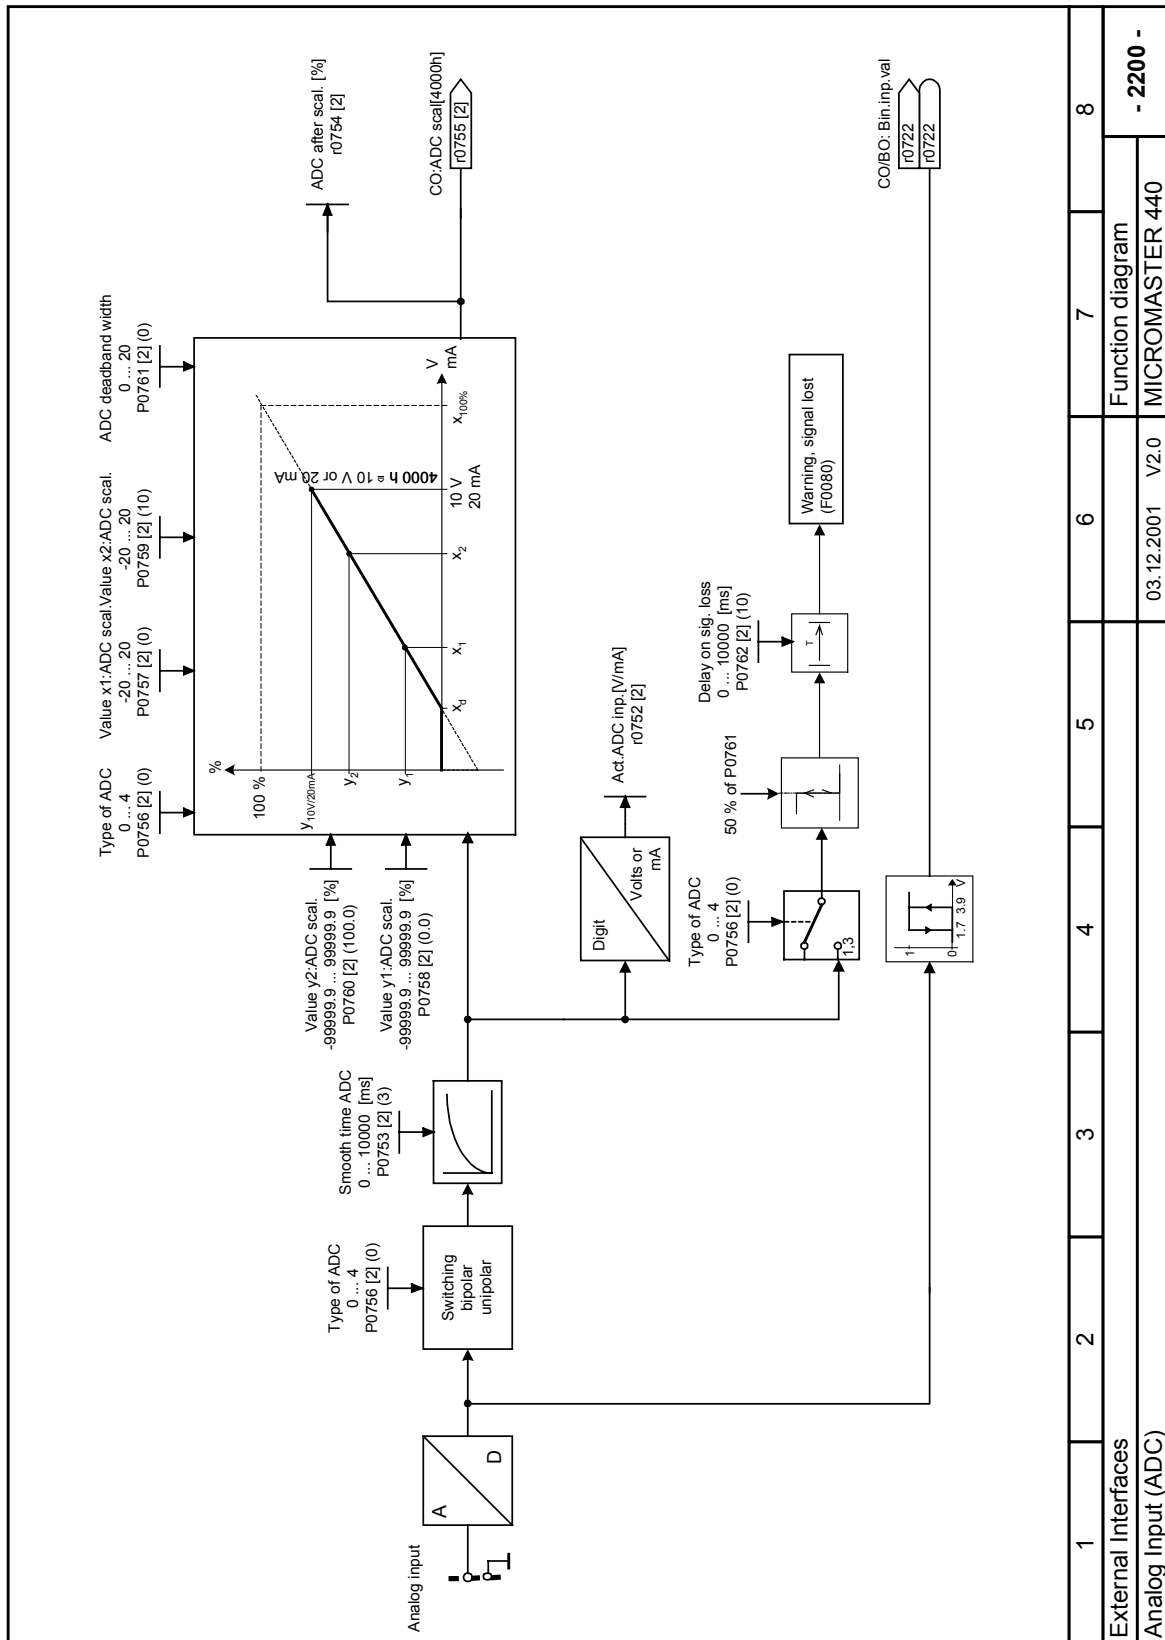 Analog input
A
D
Type of ADC
0 ... 4
P0756 [2] (0)
Switching
bipolar
unipolar
Smooth time ADC
0 ... 10000 [ms]
P0753 [2] (3)
Value y2:ADC scal.
-99999.9 ... 99999.9 [%]
P0760 [2] (100.0)
Value y1:ADC scal.
-99999.9 ... 99999.9 [%]
P0758 [2] (0.0)
Type of ADC
0 ... 4
P0756 [2] (0)
Value x1:ADC scal.
-20 ... 20
P0757 [2] (0)
Value x2:ADC scal.
-20 ... 20
P0759 [2] (10)
ADC deadband width
0 ... 20
P0761 [2] (0)
%
100 %
y10V/20mA
y2
y1
xd
x1
x2
10 V
20 mA
x100%
V
mA
4000 h ≙ 10 V or 20 mA
ADC after scal. [%]
r0754 [2]
CO:ADC scal[4000h]
r0755 [2]
Digit
Volts or
mA
Act.ADC inp.[V/mA]
r0752 [2]
Type of ADC
0 ... 4
P0756 [2] (0)
1,3
50 % of P0761
Delay on sig. loss
0 ... 10000 [ms]
P0762 [2] (10)
T
Warning, signal lost
(F0080)
1
0
1.7 3.9 V
CO/BO: Bin.inp.val
r0722
r0722
1 2 3 4 5 6 7 8
External Interfaces
Analog Input (ADC)
03.12.2001 V2.0
Function diagram
MICROMASTER 440
- 2200 -